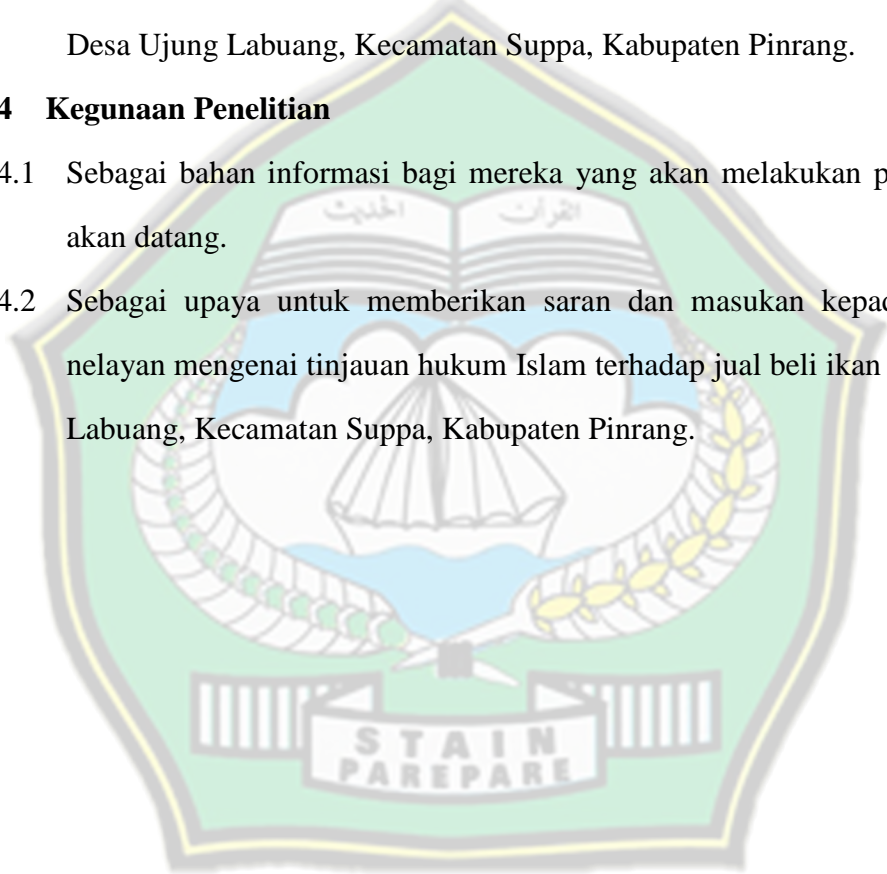 Desa Ujung Labuang, Kecamatan Suppa, Kabupaten Pinrang.
4 Kegunaan Penelitian
4.1 Sebagai bahan informasi bagi mereka yang akan melakukan p
akan datang.
4.2 Sebagai upaya untuk memberikan saran dan masukan kepad
nelayan mengenai tinjauan hukum Islam terhadap jual beli ikan
Labuang, Kecamatan Suppa, Kabupaten Pinrang.
الحديث القرآن
STAIN
PAREPARE